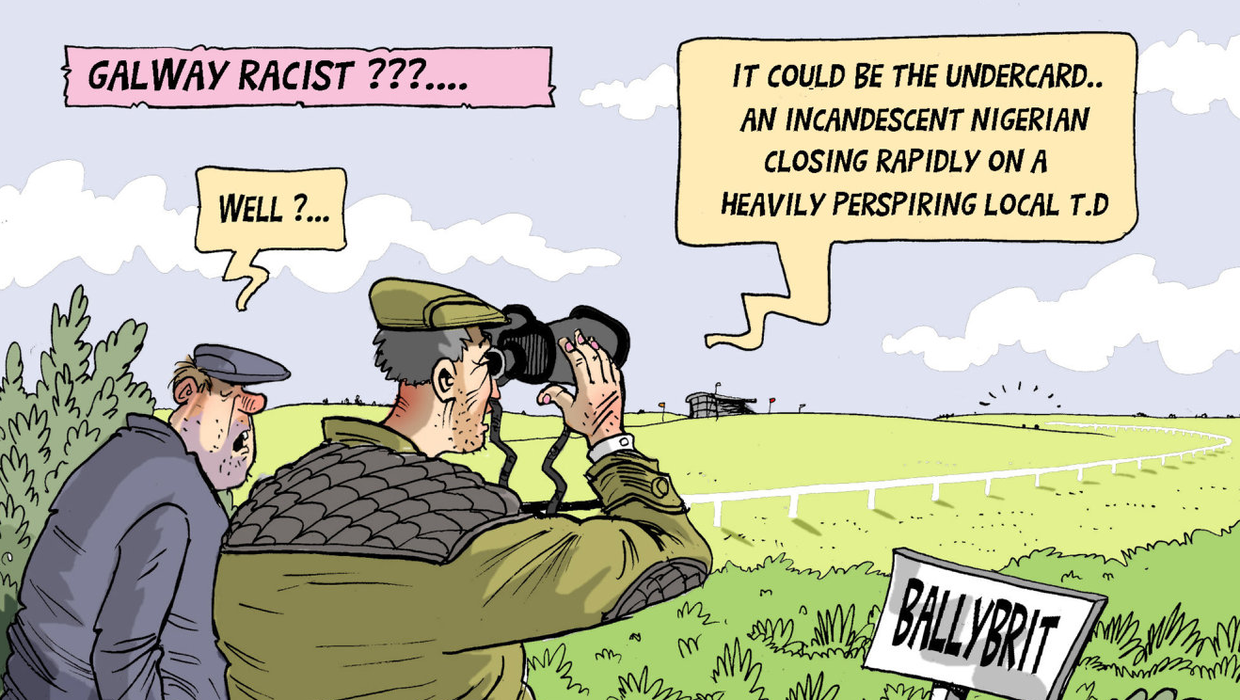 GALWAY RACIST ???....
WELL ?...
IT COULD BE THE UNDERCARD..
AN INCANDESCENT NIGERIAN
CLOSING RAPIDLY ON A
HEAVILY PERSPIRING LOCAL T.D
BALLYBRIT